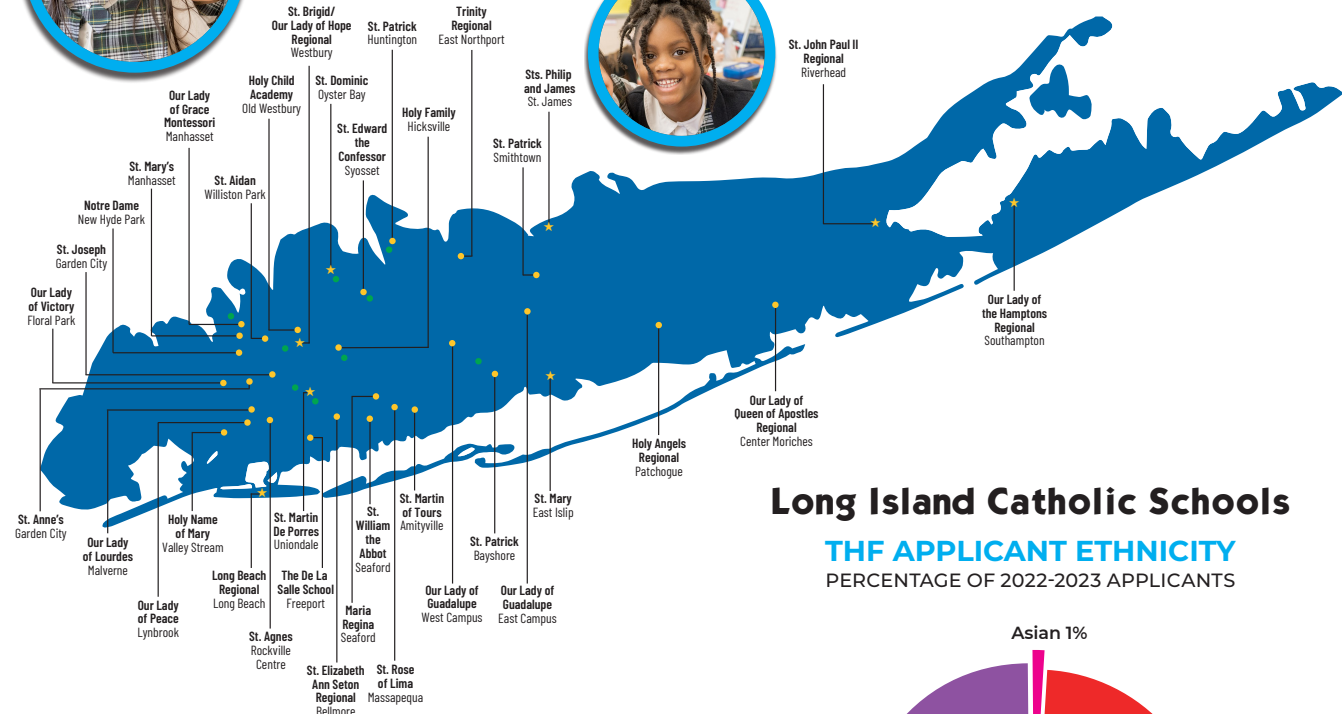 St. Brigid/
Our Lady of Hope
Regional
Westbury
St. Patrick
Huntington
Trinity
Regional
East Northport
St. John Paul II
Regional
Riverhead
Holy Child
Academy
Old Westbury
St. Dominic
Oyster Bay
Sts. Philip
and James
St. James
Our Lady
of Grace
Montessori
Manhasset
Holy Family
Hicksville
St. Edward
the
Confessor
Syosset
St. Patrick
Smithtown
St. Mary's
Manhasset
St. Aidan
Williston Park
Notre Dame
New Hyde Park
St. Joseph
Garden City
Our Lady
of Victory
Floral Park
Our Lady of
the Hamptons
Regional
Southampton
Our Lady of
Queen of Apostles
Regional
Center Moriches
Holy Angels
Regional
Patchogue
St. Anne's
Garden City
Our Lady
of Lourdes
Malverne
Holy Name
of Mary
Valley Stream
St. Martin
De Porres
Uniondale
St.
William
the
Abbot
Seaford
St. Martin
of Tours
Amityville
St. Patrick
Bayshore
St. Mary
East Islip
Our Lady
of Peace
Lynbrook
Long Beach
Regional
Long Beach
The De La
Salle School
Freeport
Maria
Regina
Seaford
Our Lady of
Guadalupe
West Campus
Our Lady of
Guadalupe
East Campus
St. Agnes
Rockville
Centre
St. Elizabeth
Ann Seton
Regional
Bellmore
St. Rose
of Lima
Massapequa
Long Island Catholic Schools
THF APPLICANT ETHNICITY
PERCENTAGE OF 2022-2023 APPLICANTS
Asian 1%